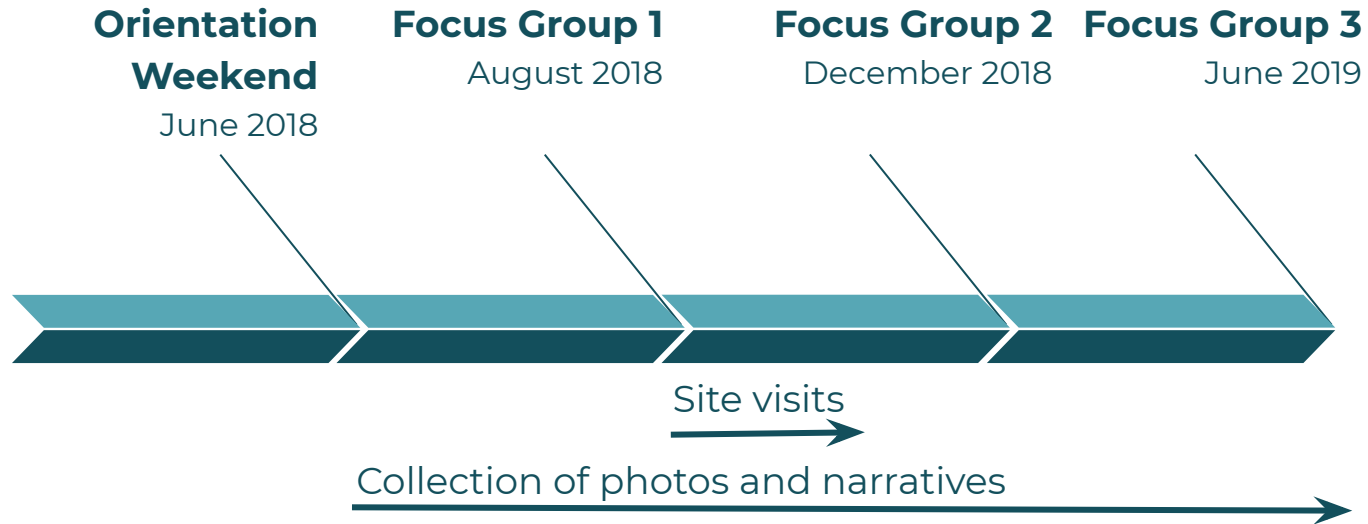 Orientation
Weekend
June 2018
Focus Group 1
August 2018
Focus Group 2
December 2018
Focus Group 3
June 2019
Site visits
Collection of photos and narratives